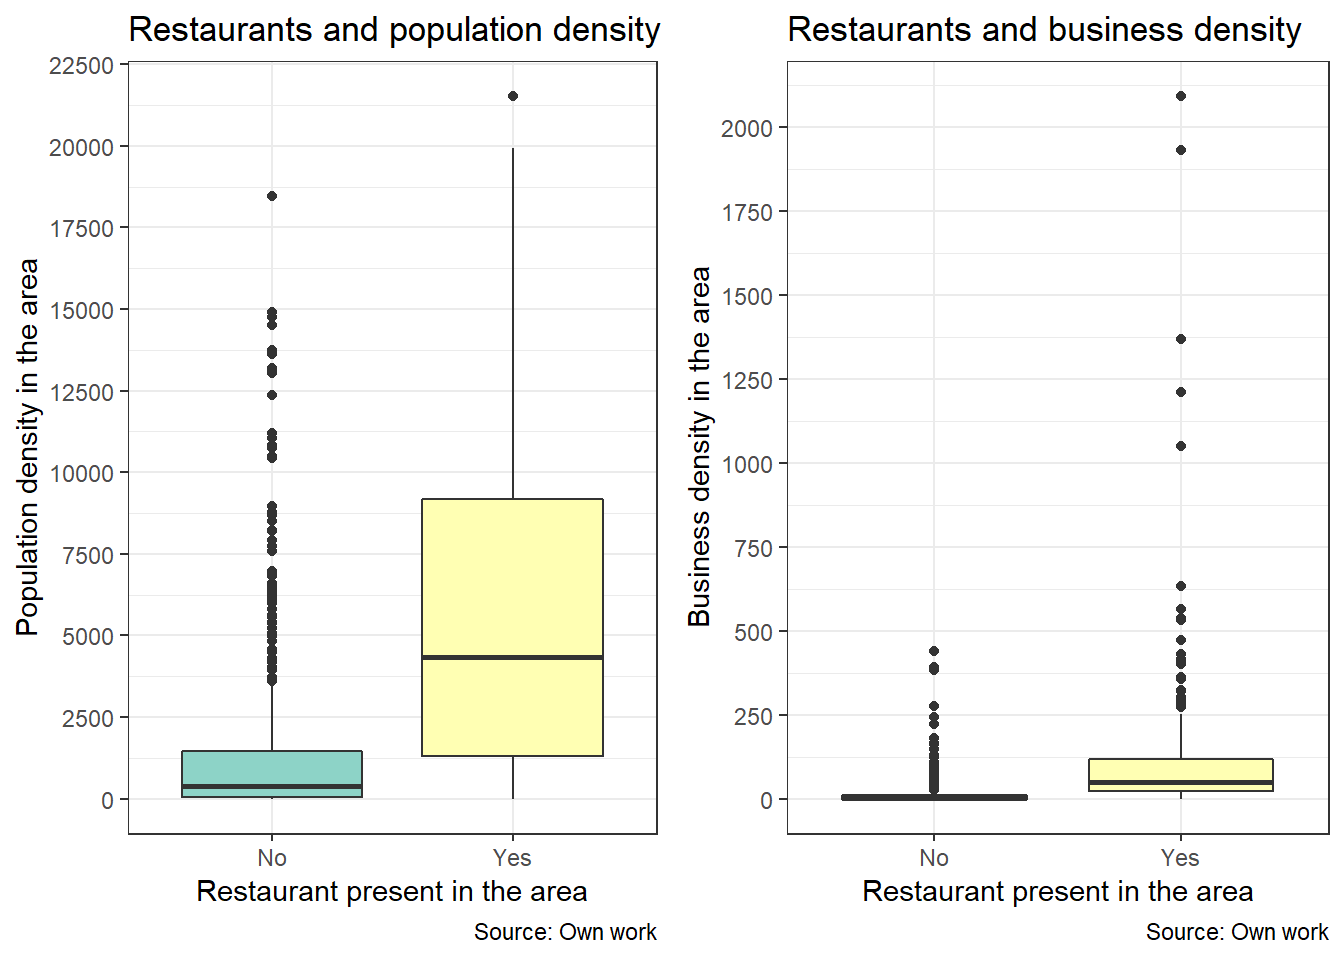 Restaurants and population density
Population density in the area
22500
20000
17500
15000
12500
10000
7500
5000
2500
0
No
Yes
Restaurant present in the area
Source: Own work
Restaurants and business density
Business density in the area
2000
1750
1500
1250
1000
750
500
250
0
No
Yes
Restaurant present in the area
Source: Own work